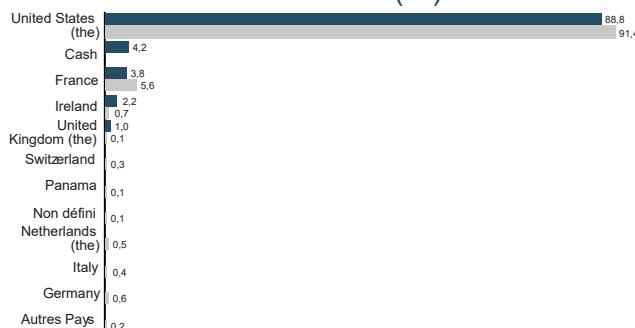 United States
(the)
88,8
91,4
Cash
4,2
France
3,8
5,6
Ireland
2,2
0,7
United
Kingdom (the)
1,0
0,1
Switzerland
0,3
Panama
0,1
Non défini
0,1
Netherlands
(the)
0,5
Italy
0,4
Germany
0,6
Autres Pays
0,2